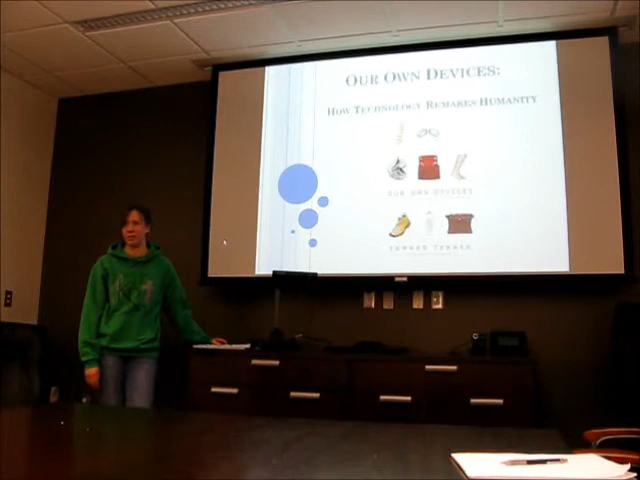 OUR OWN DEVICES:
HOW TECHNOLOGY REMAKES HUMANITY
OUR OWN DEVICES
EDWARD TENNER